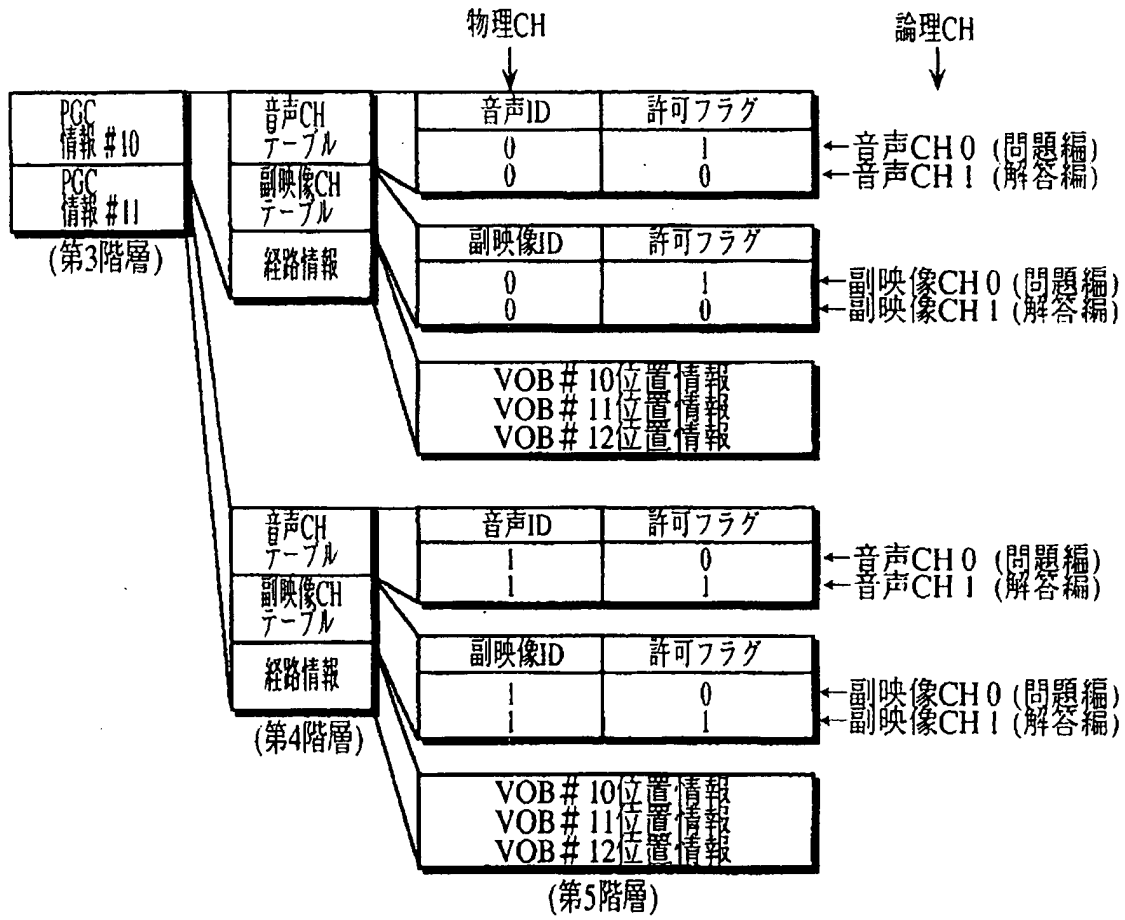 物理CH
論理CH
PGC
情報 #10
PGC
情報 #11
(第3階層)
音声CH
テーブル
副映像CH
テーブル
経路情報
音声ID 許可フラグ
0 1 ←音声CH 0 (問題編)
0 0 ←音声CH 1 (解答編)
副映像ID 許可フラグ
0 1 ←副映像CH 0 (問題編)
0 0 ←副映像CH 1 (解答編)
VOB# 10位置情報
VOB# 11位置情報
VOB# 12位置情報
音声CH
テーブル
副映像CH
テーブル
経路情報
(第4階層)
音声ID 許可フラグ
1 0 ←音声CH 0 (問題編)
1 1 ←音声CH 1 (解答編)
副映像ID 許可フラグ
1 0 ←副映像CH 0 (問題編)
1 1 ←副映像CH 1 (解答編)
VOB# 10位置情報
VOB# 11位置情報
VOB# 12位置情報
(第5階層)